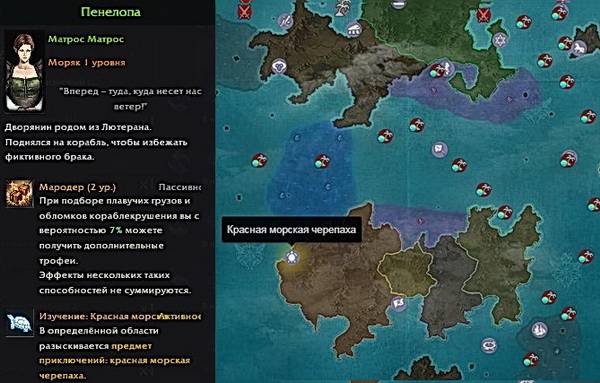 Пенелопа
Матрос Матрос
Моряк 1 уровня
"Вперед – туда, куда несет нас
ветер!"
Дворянин родом из Лютерана.
Поднялся на корабль, чтобы избежать
фиктивного брака.
Мародер (2 ур.) Пассивно
При подборе плавучих грузов и
обломков кораблекрушения вы с
вероятностью 7% можете
получить дополнительные
трофеи.
Эффекты нескольких таких
способностей не суммируются.
Изучение: Красная морская Активное
В определённой области
разыскивается предмет
приключений: красная морская
черепаха.
Красная морская черепаха